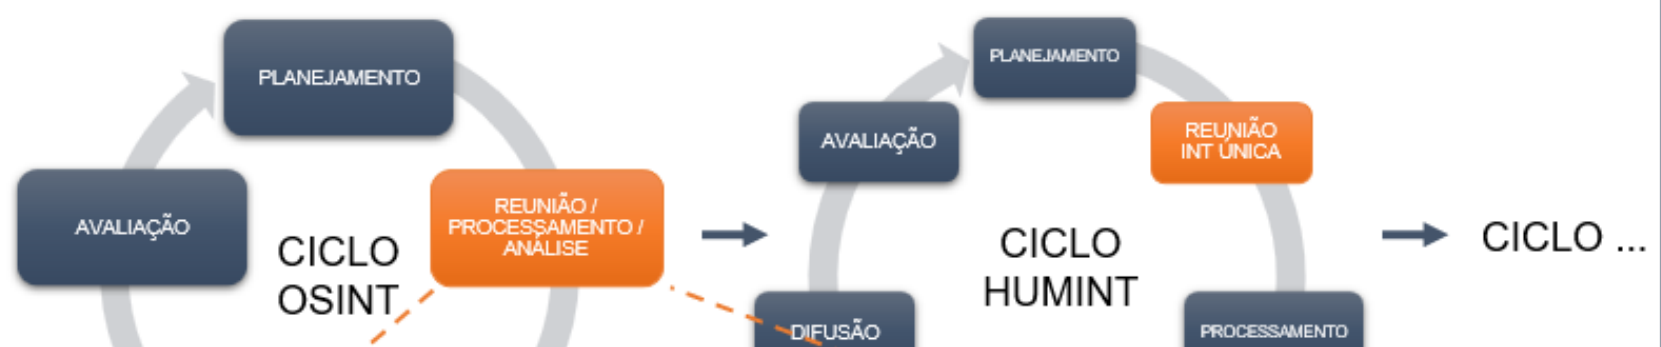 PLANEJAMENTO
AVALIAÇÃO
REUNIÃO /
PROCESSAMENTO /
ANÁLISE
CICLO
OSINT
PLANEJAMENTO
AVALIAÇÃO
REUNIÃO
INT ÚNICA
CICLO
HUMINT
DIFUSÃO
PROCESSAMENTO
CICLO ...